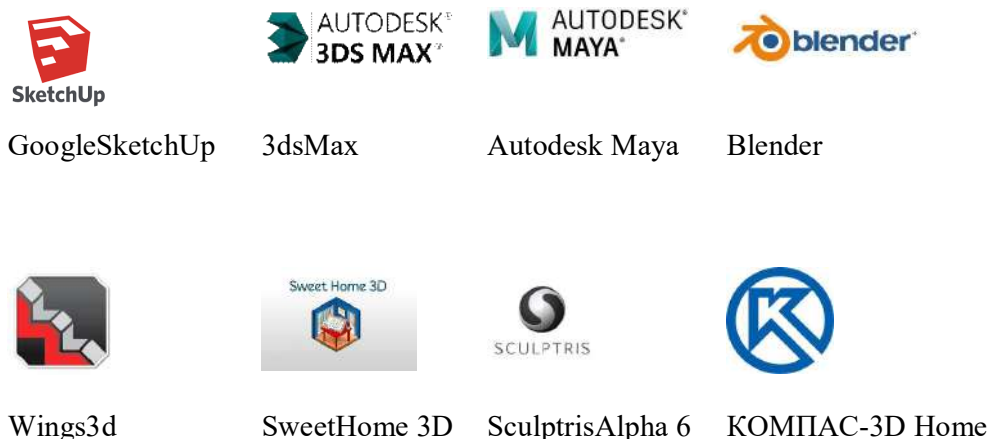 SketchUp
AUTODESK®
3DS MAX®
AUTODESK®
MAYA®
blender®
GoogleSketchUp 3dsMax Autodesk Maya Blender
Sweet Home 3D
SCULPTRIS
Wings3d SweetHome 3D SculptrisAlpha 6 КОМПАС-3D Home